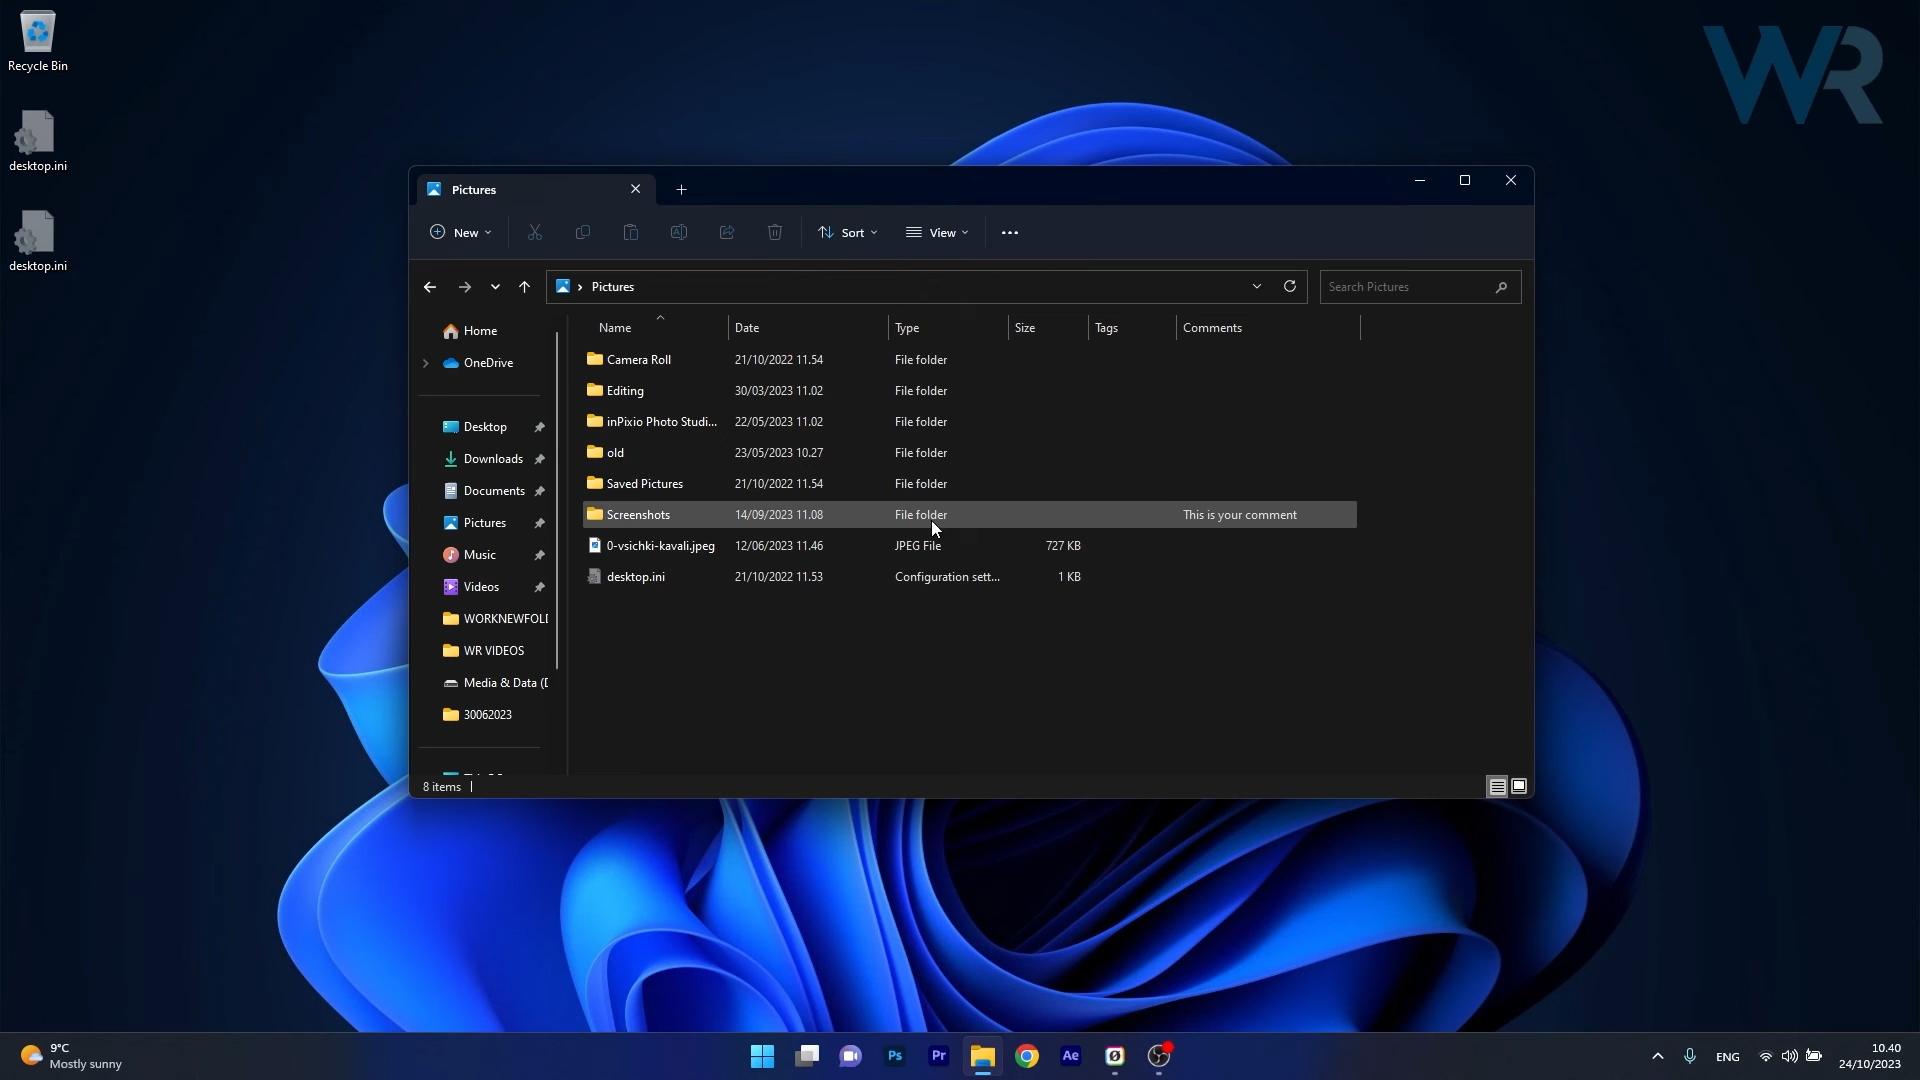 Recycle Bin
desktop.ini
desktop.ini
WR
Pictures
New
Sort
View
Pictures
Search Pictures
Home
OneDrive
Desktop
Downloads
Documents
Pictures
Music
Videos
WORKNEWFOL
WR VIDEOS
Media & Data (
30062023
Name Date Type Size Tags Comments
Camera Roll 21/10/2022 11.54 File folder
Editing 30/03/2023 11.02 File folder
inPixio Photo Studi... 22/05/2023 11.02 File folder
old 23/05/2023 10.27 File folder
Saved Pictures 21/10/2022 11.54 File folder
Screenshots 14/09/2023 11.08 File folder This is your comment
0-vsichki-kavali.jpeg 12/06/2023 11.46 JPEG File 727 KB
desktop.ini 21/10/2022 11.53 Configuration sett... 1 KB
8 items
9°C
Mostly sunny
Ps
Pr
Ae
ENG
10.40
24/10/2023